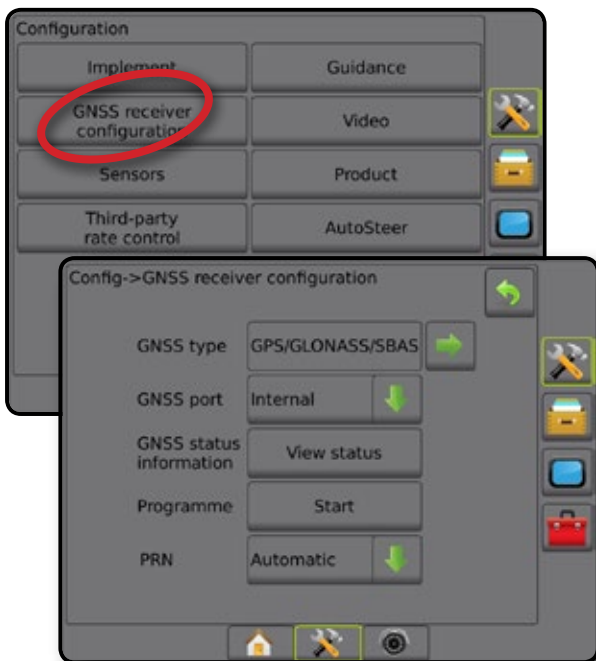 Configuration
Implement
Guidance
GNSS receiver
configuration
Video
Sensors
Product
Third-party
rate control
AutoSteer
Config->GNSS receiver configuration
GNSS type
GPS/GLONASS/SBAS
GNSS port
Internal
GNSS status
information
View status
Programme
Start
PRN
Automatic